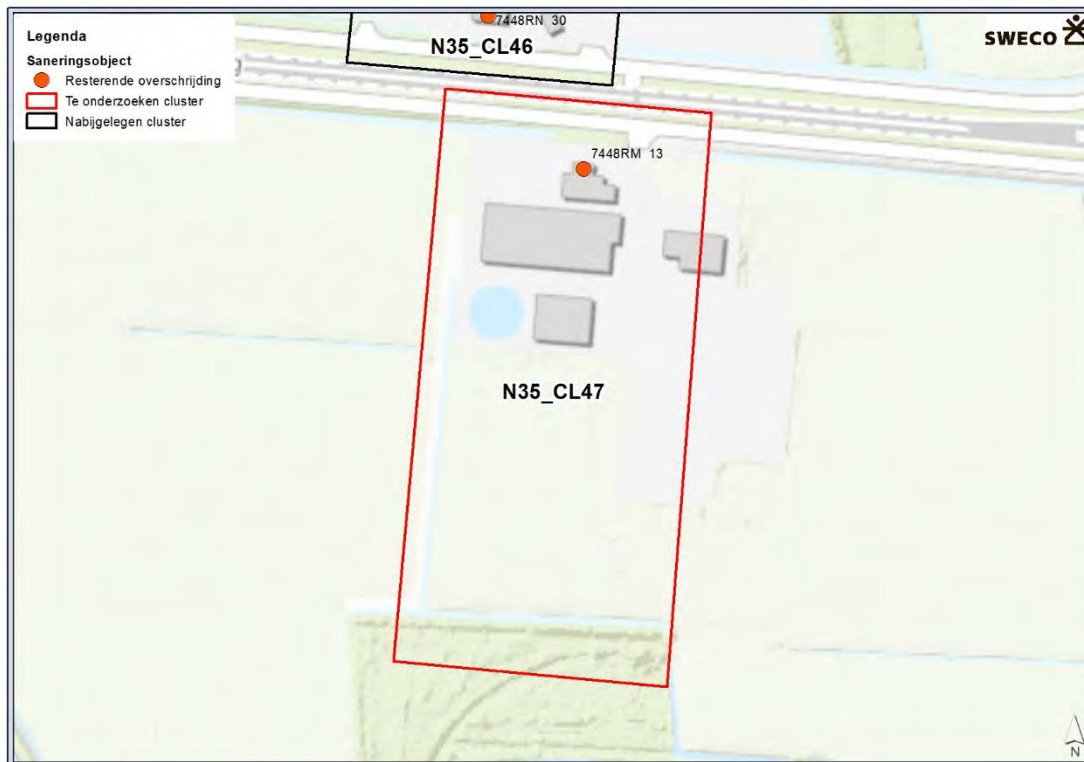 Legenda
Saneringsobject
Resterende overschrijding
Te onderzoeken cluster
Nabijgelegen cluster
7448RN 30
N35_CL46
SWECO
7448RM 13
N35_CL47
N